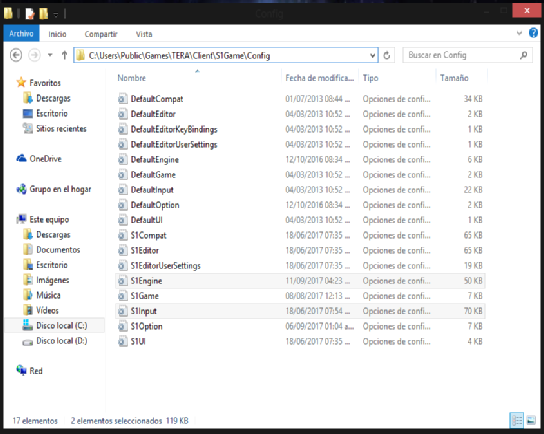 Config
Archivo Inicio Compartir Vista
C:\Users\Public\Games\TERA\Client\S1Game\Config Buscar en Config
Nombre Fecha de modifica... Tipo Tamaño
Favoritos
Descargas
Escritorio
Sitios recientes
OneDrive
Grupo en el hogar
Este equipo
Descargas
Documentos
Escritorio
Imágenes
Música
Vídeos
Disco local (C:)
Disco local (D:)
Red
DefaultCompat 01/07/2013 08:44 ... Opciones de confi... 34 KB
DefaultEditor 04/03/2013 10:52 ... Opciones de confi... 2 KB
DefaultEditorKeyBindings 04/03/2013 10:52 ... Opciones de confi... 1 KB
DefaultEditorUserSettings 04/03/2013 10:52 ... Opciones de confi... 1 KB
DefaultEngine 12/10/2016 08:34 ... Opciones de confi... 6 KB
DefaultGame 04/03/2013 10:52 ... Opciones de confi... 2 KB
DefaultInput 04/03/2013 10:52 ... Opciones de confi... 22 KB
DefaultOption 12/10/2016 08:34 ... Opciones de confi... 2 KB
DefaultUI 04/03/2013 10:52 ... Opciones de confi... 1 KB
S1Compat 18/06/2017 07:35 ... Opciones de confi... 65 KB
S1Editor 18/06/2017 07:35 ... Opciones de confi... 65 KB
S1EditorUserSettings 18/06/2017 07:35 ... Opciones de confi... 19 KB
S1Engine 11/09/2017 04:23 ... Opciones de confi... 50 KB
S1Game 08/08/2017 12:13 ... Opciones de confi... 7 KB
S1Input 18/06/2017 07:54 ... Opciones de confi... 70 KB
S1Option 06/09/2017 01:04 a... Opciones de confi... 7 KB
S1UI 18/06/2017 07:35 ... Opciones de confi... 4 KB
17 elementos 2 elementos seleccionados 119 KB